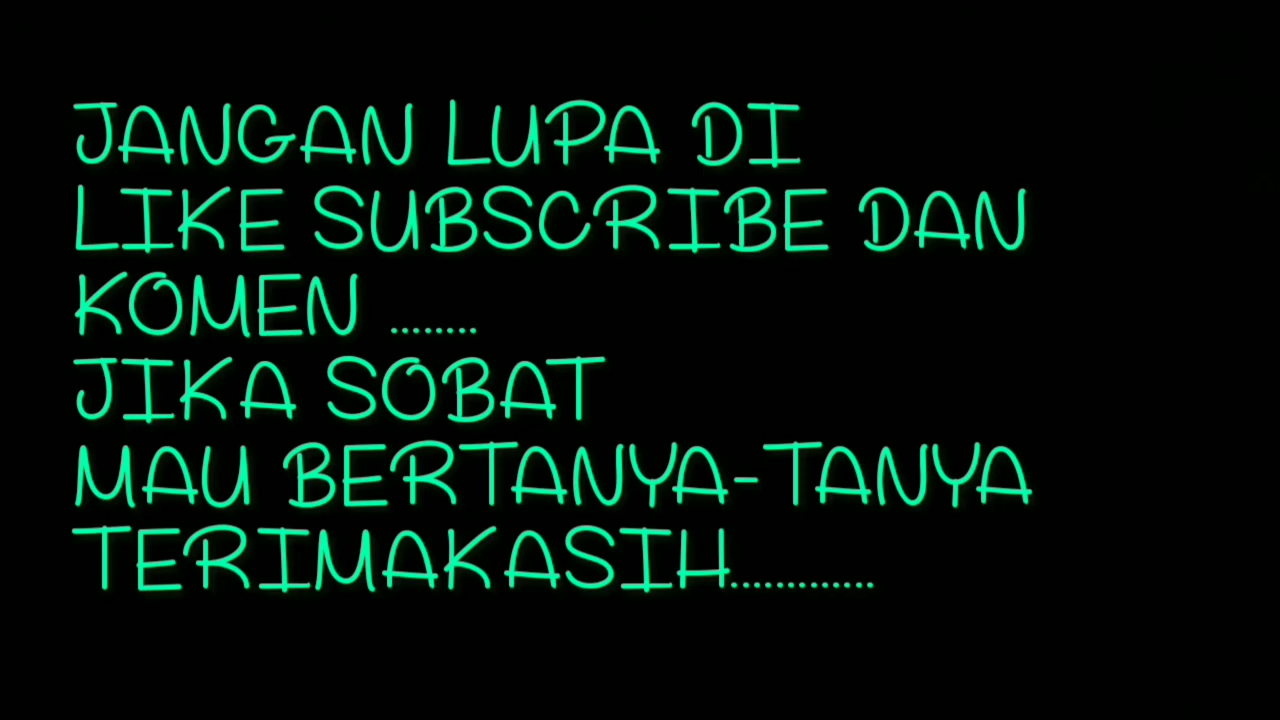 JANGAN LUPA DI
LIKE SUBSCRIBE DAN
KOMEN ........
JIKA SOBAT
MAU BERTANYA-TANYA
TERIMAKASIH.............